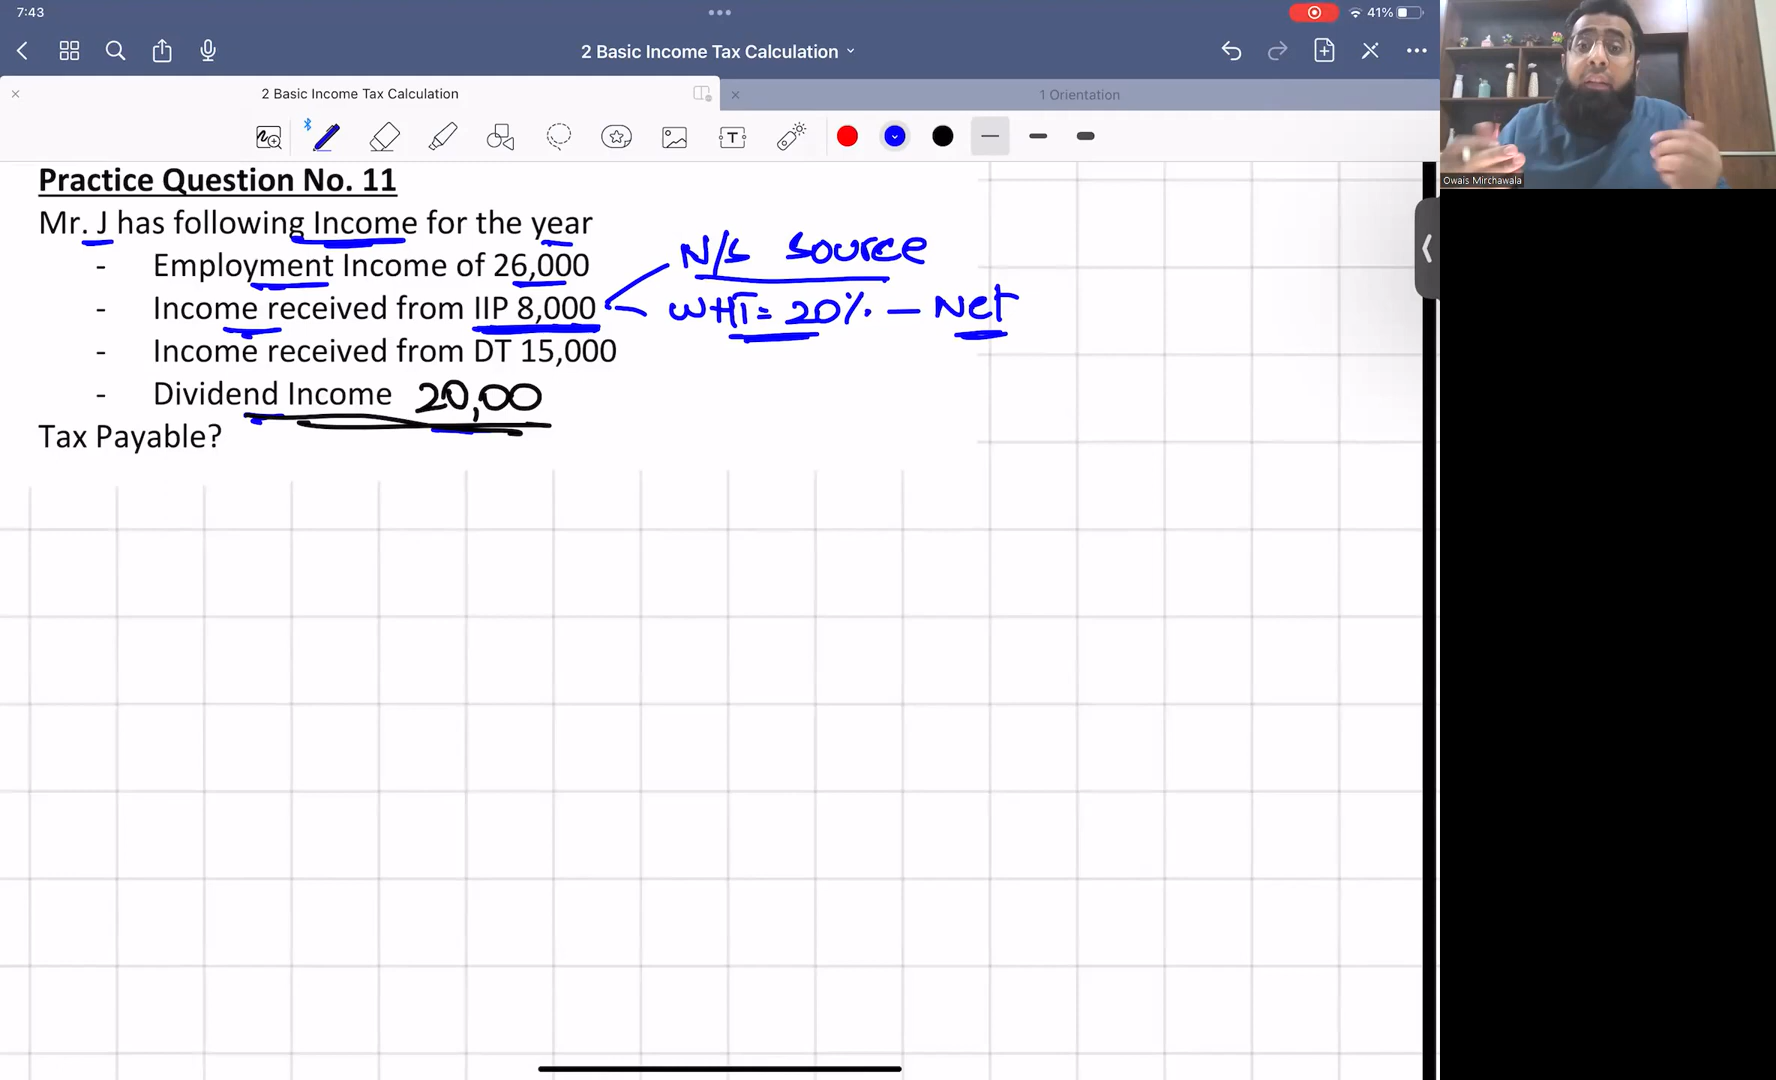 7:43
41%
2 Basic Income Tax Calculation
2 Basic Income Tax Calculation
1 Orientation
T
Owais Mirchawala
Practice Question No. 11
Mr. J has following Income for the year
- Employment Income of 26,000
N/S Source
- Income received from IIP 8,000
WHT = 20% — Net
- Income received from DT 15,000
- Dividend Income 20,00
Tax Payable?